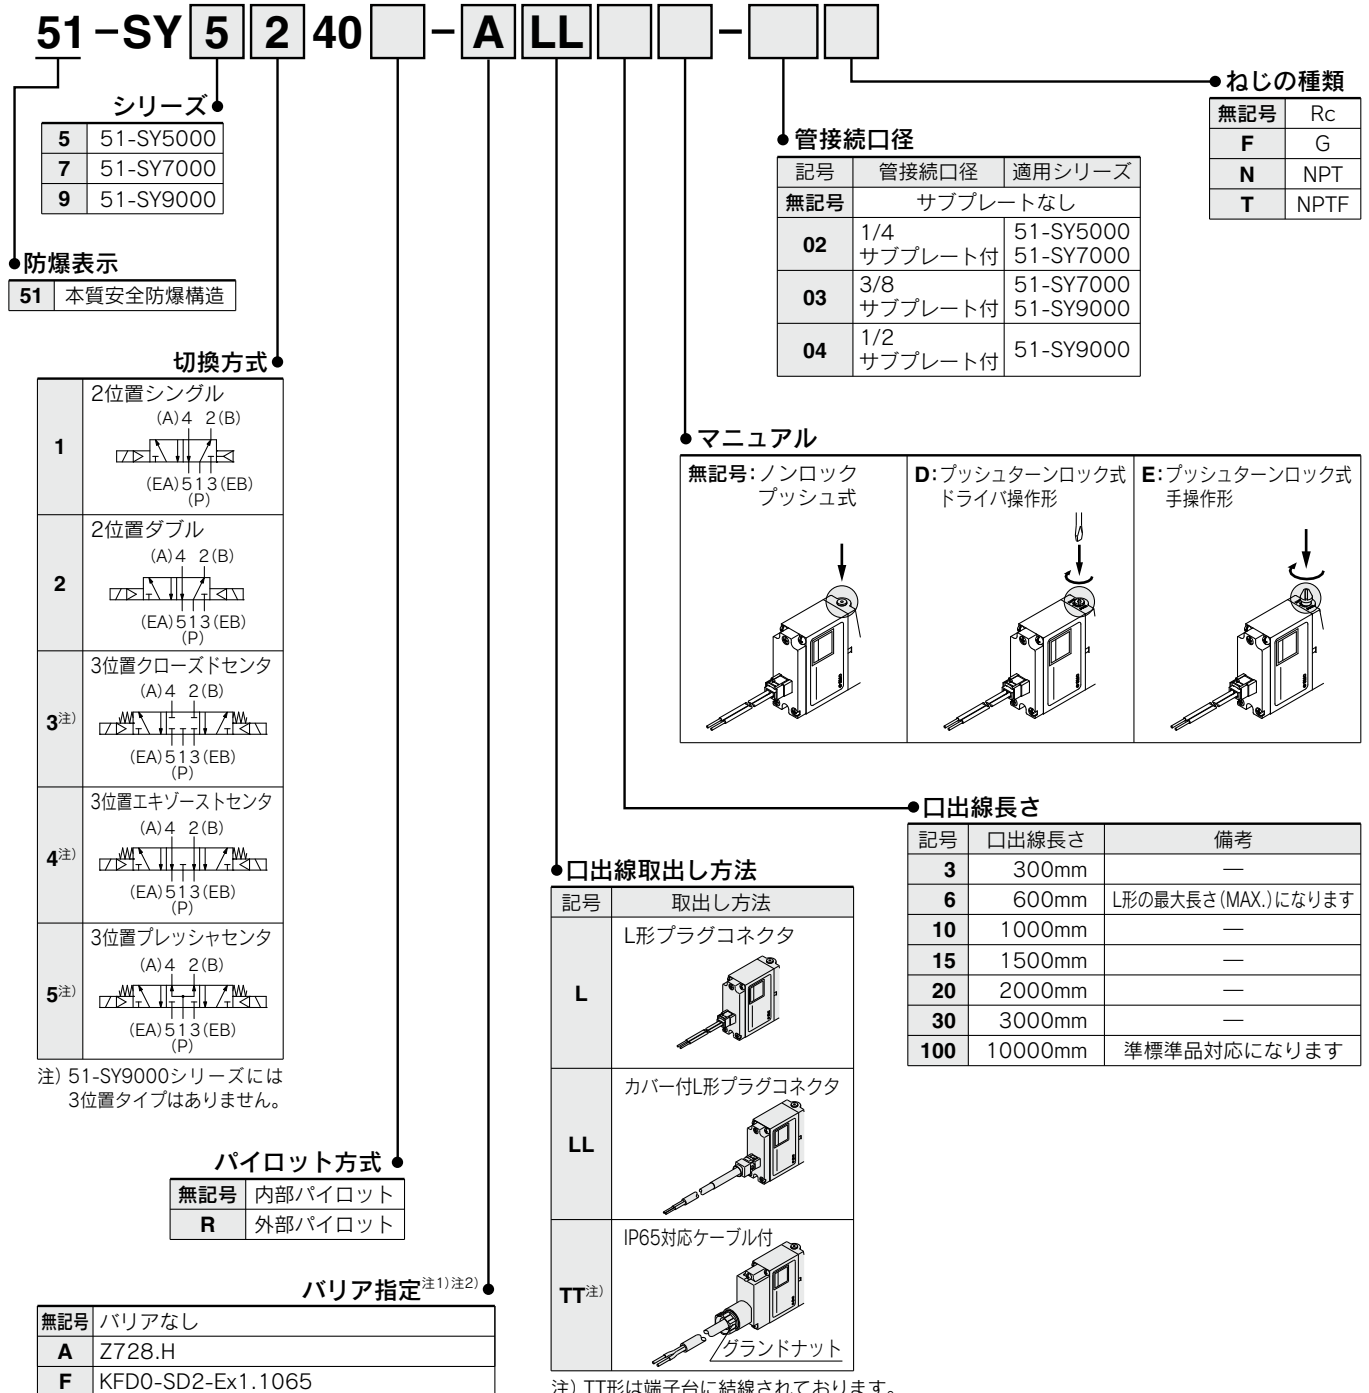 51-SY 5 2 40 - A LL -
シリーズ
5 51-SY5000
7 51-SY7000
9 51-SY9000
防爆表示
51 本質安全防爆構造
切換方式
1 2位置シングル
(A)4 2(B)
(EA)513(EB)
(P)
2 2位置ダブル
(A)4 2(B)
(EA)513(EB)
(P)
3注) 3位置クローズドセンタ
(A)4 2(B)
(EA)513(EB)
(P)
4注) 3位置エキゾーストセンタ
(A)4 2(B)
(EA)513(EB)
(P)
5注) 3位置プレッシャセンタ
(A)4 2(B)
(EA)513(EB)
(P)
注) 51-SY9000シリーズには
3位置タイプはありません。
パイロット方式
無記号 内部パイロット
R 外部パイロット
バリア指定注1)注2)
無記号 バリアなし
A Z728.H
F KFD0-SD2-Ex1.1065
口出線取出し方法
記号 取出し方法
L L形プラグコネクタ
LL カバー付L形プラグコネクタ
TT注) IP65対応ケーブル付
グランドナット
注) TT形は端子台に結線されております。
口出線長さ
記号 口出線長さ 備考
3 300mm —
6 600mm L形の最大長さ(MAX.)になります
10 1000mm —
15 1500mm —
20 2000mm —
30 3000mm —
100 10000mm 準標準品対応になります
マニュアル
無記号:ノンロック
プッシュ式
D:プッシュターンロック式
ドライバ操作形
E:プッシュターンロック式
手操作形
管接続口径
記号 管接続口径 適用シリーズ
無記号 サブプレートなし
02 1/4 サブプレート付 51-SY5000 51-SY7000
03 3/8 サブプレート付 51-SY7000 51-SY9000
04 1/2 サブプレート付 51-SY9000
ねじの種類
無記号 Rc
F G
N NPT
T NPTF